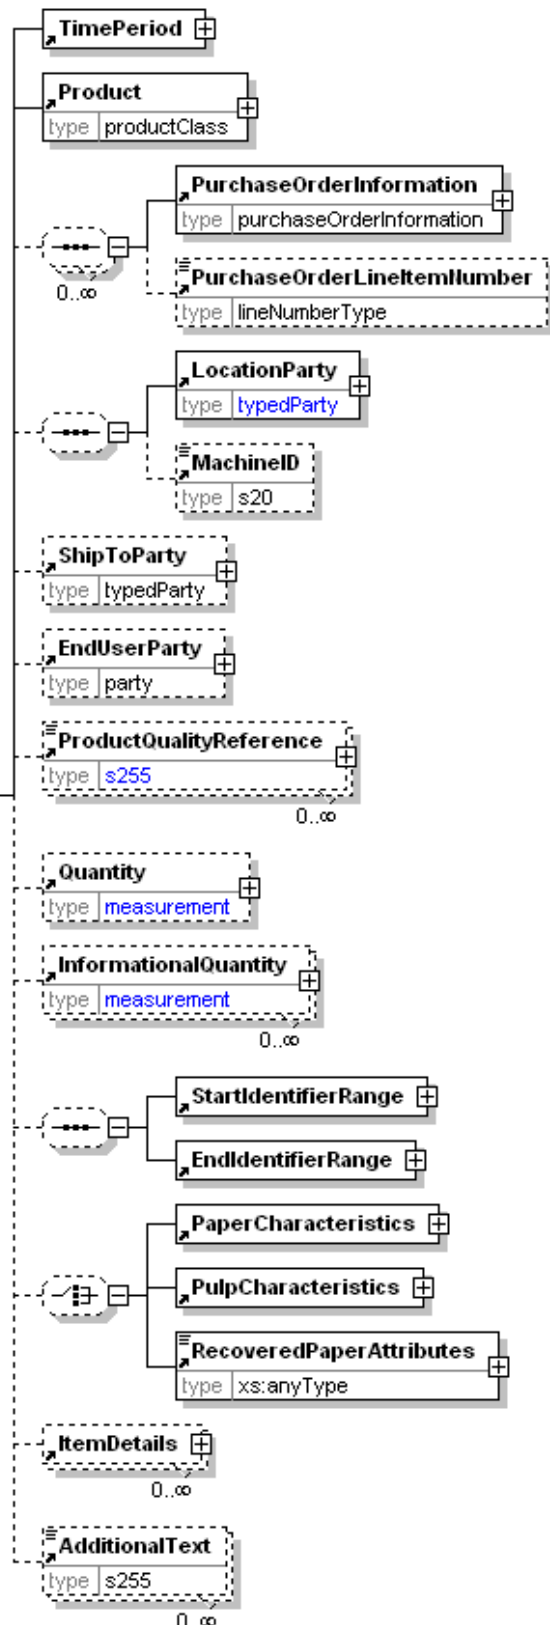 TimePeriod
Product
type productClass
PurchaseOrderInformation
type purchaseOrderInformation
0..∞
PurchaseOrderLineItemNumber
type lineNumberType
LocationParty
type typedParty
MachineID
type s20
ShipToParty
type typedParty
EndUserParty
type party
ProductQualityReference
type s255
0..∞
Quantity
type measurement
InformationalQuantity
type measurement
0..∞
StartIdentifierRange
EndIdentifierRange
PaperCharacteristics
PulpCharacteristics
RecoveredPaperAttributes
type xs:anyType
ItemDetails
0..∞
AdditionalText
type s255
0..∞